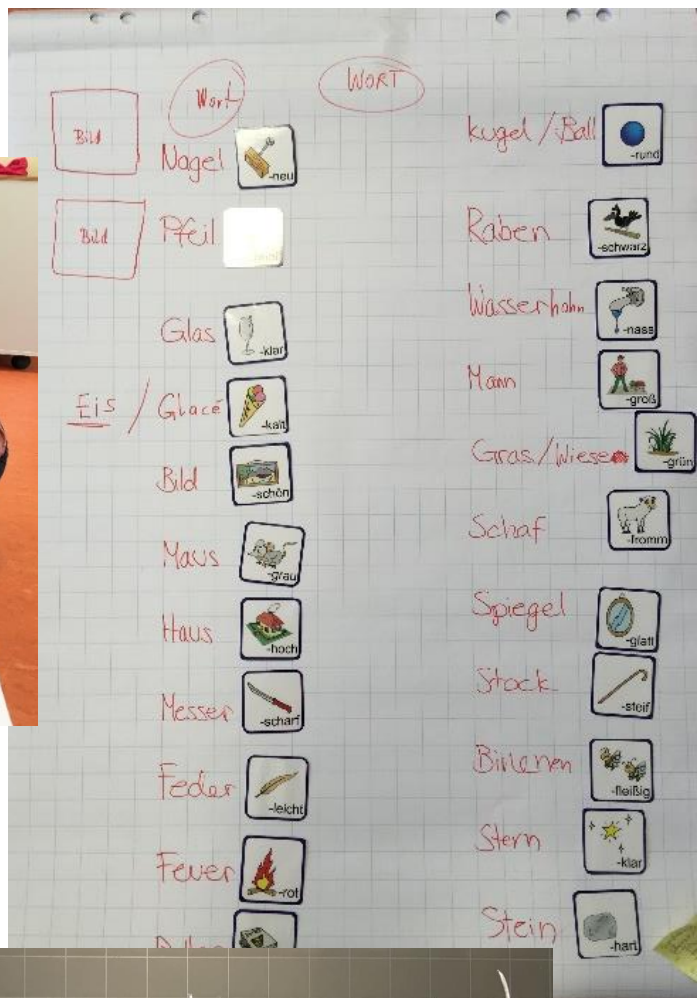 Wort
WORT
Bild
Nagel
-neu
Bild
Pfeil
Glas
-klar
Eis / Glacé
-kalt
Bild
-schön
Maus
-grau
Haus
-hoch
Messer
-scharf
Feder
-leicht
Feuer
-rot
Kugel / Ball
-rund
Raben
-schwarz
Wasserhahn
-nass
Mann
-groß
Gras/Wiese
-grün
Schaf
-fromm
Spiegel
-glatt
Stock
-steif
Bienen
-fleißig
Stern
-klar
Stein
-hart